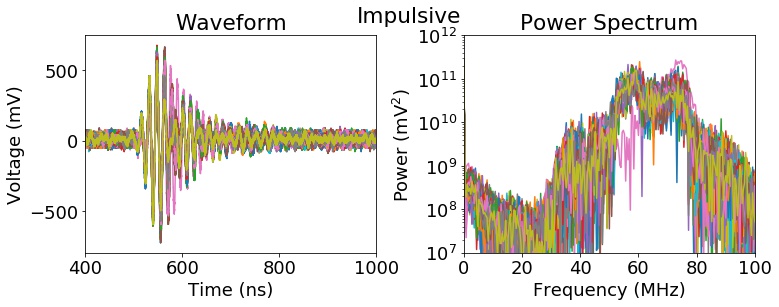 Impulsive
Waveform
Voltage (mV)
500
0
−500
400
600
800
1000
Time (ns)
Power Spectrum
Power (mV²)
10¹²
10¹¹
10¹⁰
10⁹
10⁸
10⁷
0
20
40
60
80
100
Frequency (MHz)